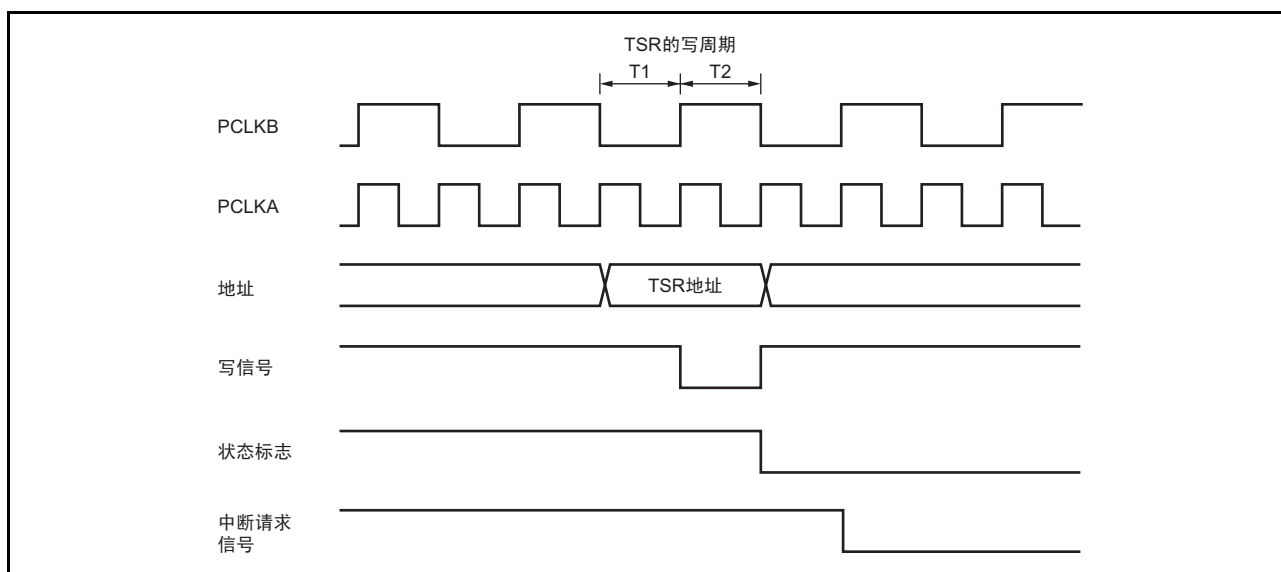 TSR的写周期
T1 T2
PCLKB
PCLKA
地址 TSR地址
写信号
状态标志
中断请求
信号